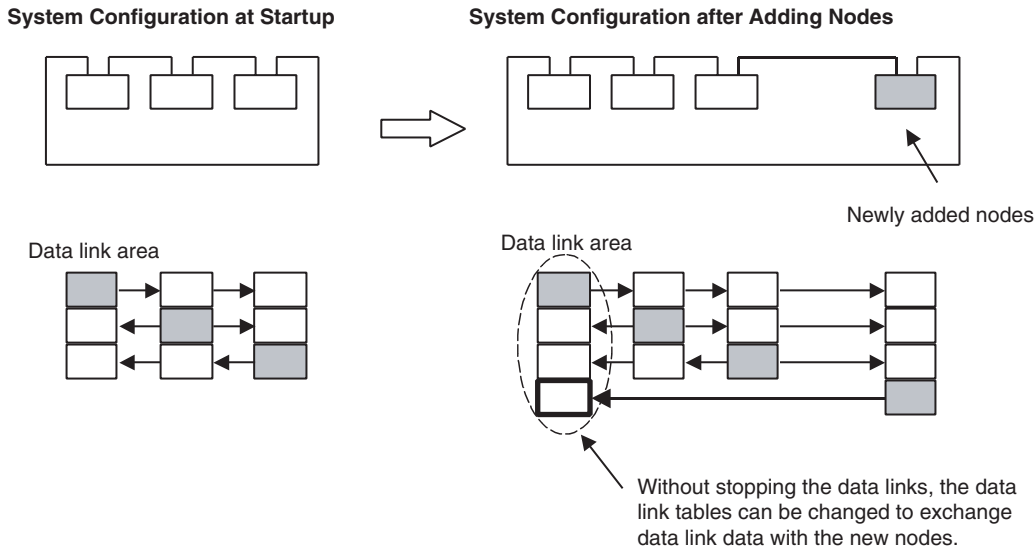 System Configuration at Startup
System Configuration after Adding Nodes
Newly added nodes
Data link area
Data link area
Without stopping the data links, the data
link tables can be changed to exchange
data link data with the new nodes.